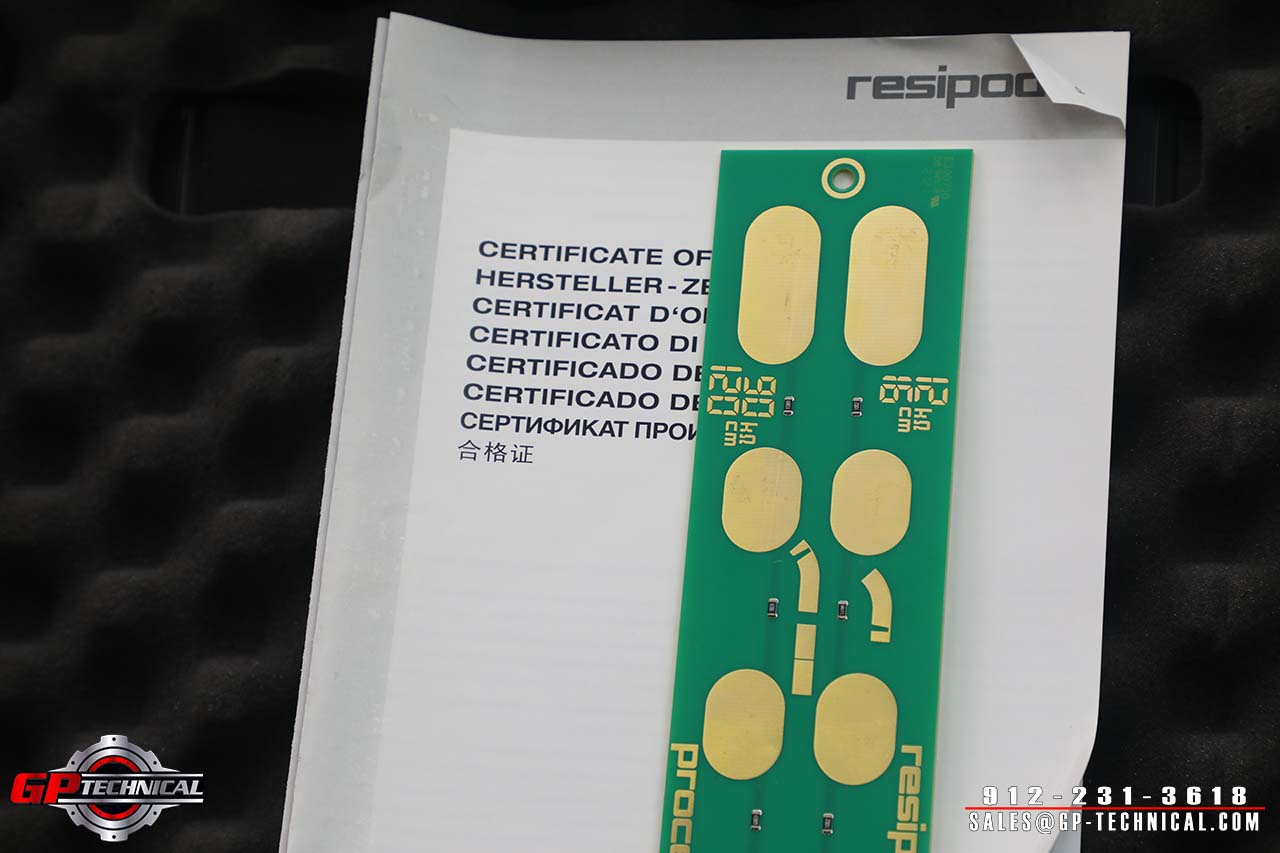 resipod
CERTIFICATE OF
HERSTELLER-ZE
CERTIFICAT D'O
CERTIFICATO DI
CERTIFICADO DE
CERTIFICADO DE
СЕРТИФИКАТ ПРОИ
合格证
kΩ
cm
kΩ
cm
proce
resip
GP TECHNICAL
912-231-3618
SALES@GP-TECHNICAL.COM